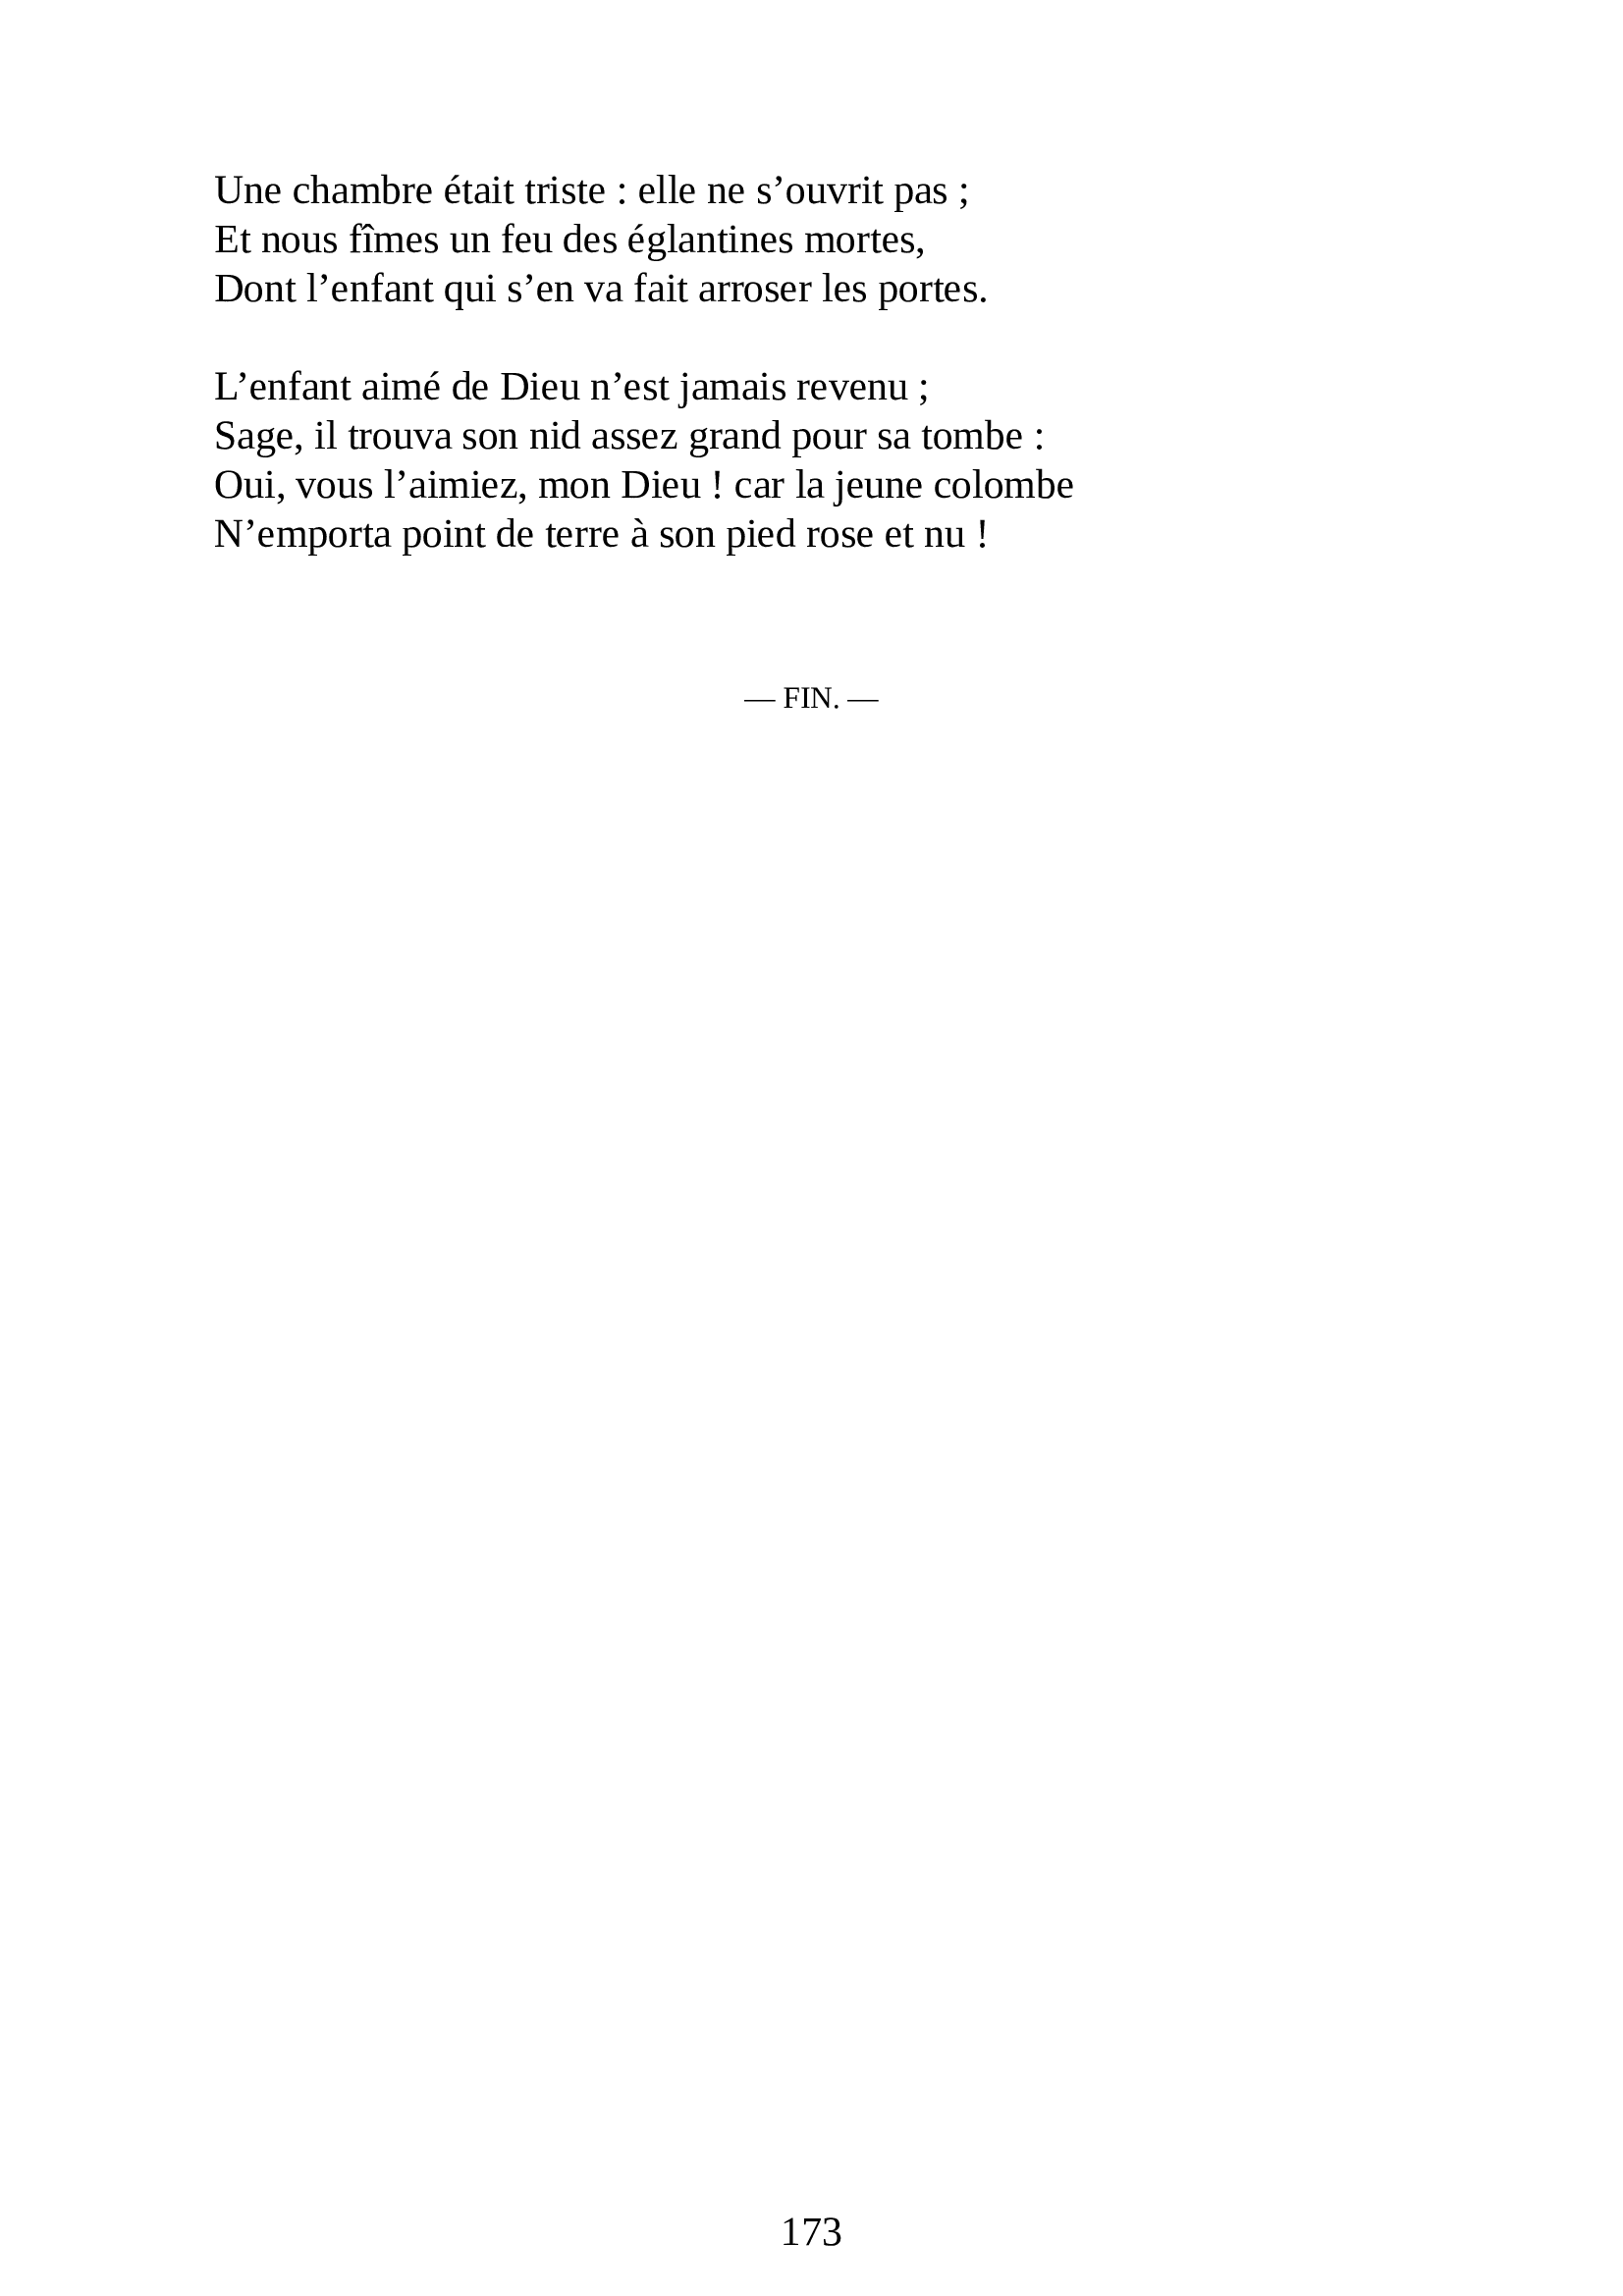 Une chambre était triste : elle ne s’ouvrit pas ;
Et nous fîmes un feu des églantines mortes,
Dont l’enfant qui s’en va fait arroser les portes.
L’enfant aimé de Dieu n’est jamais revenu ;
Sage, il trouva son nid assez grand pour sa tombe :
Oui, vous l’aimiez, mon Dieu ! car la jeune colombe
N’emporta point de terre à son pied rose et nu !
— FIN. —
173